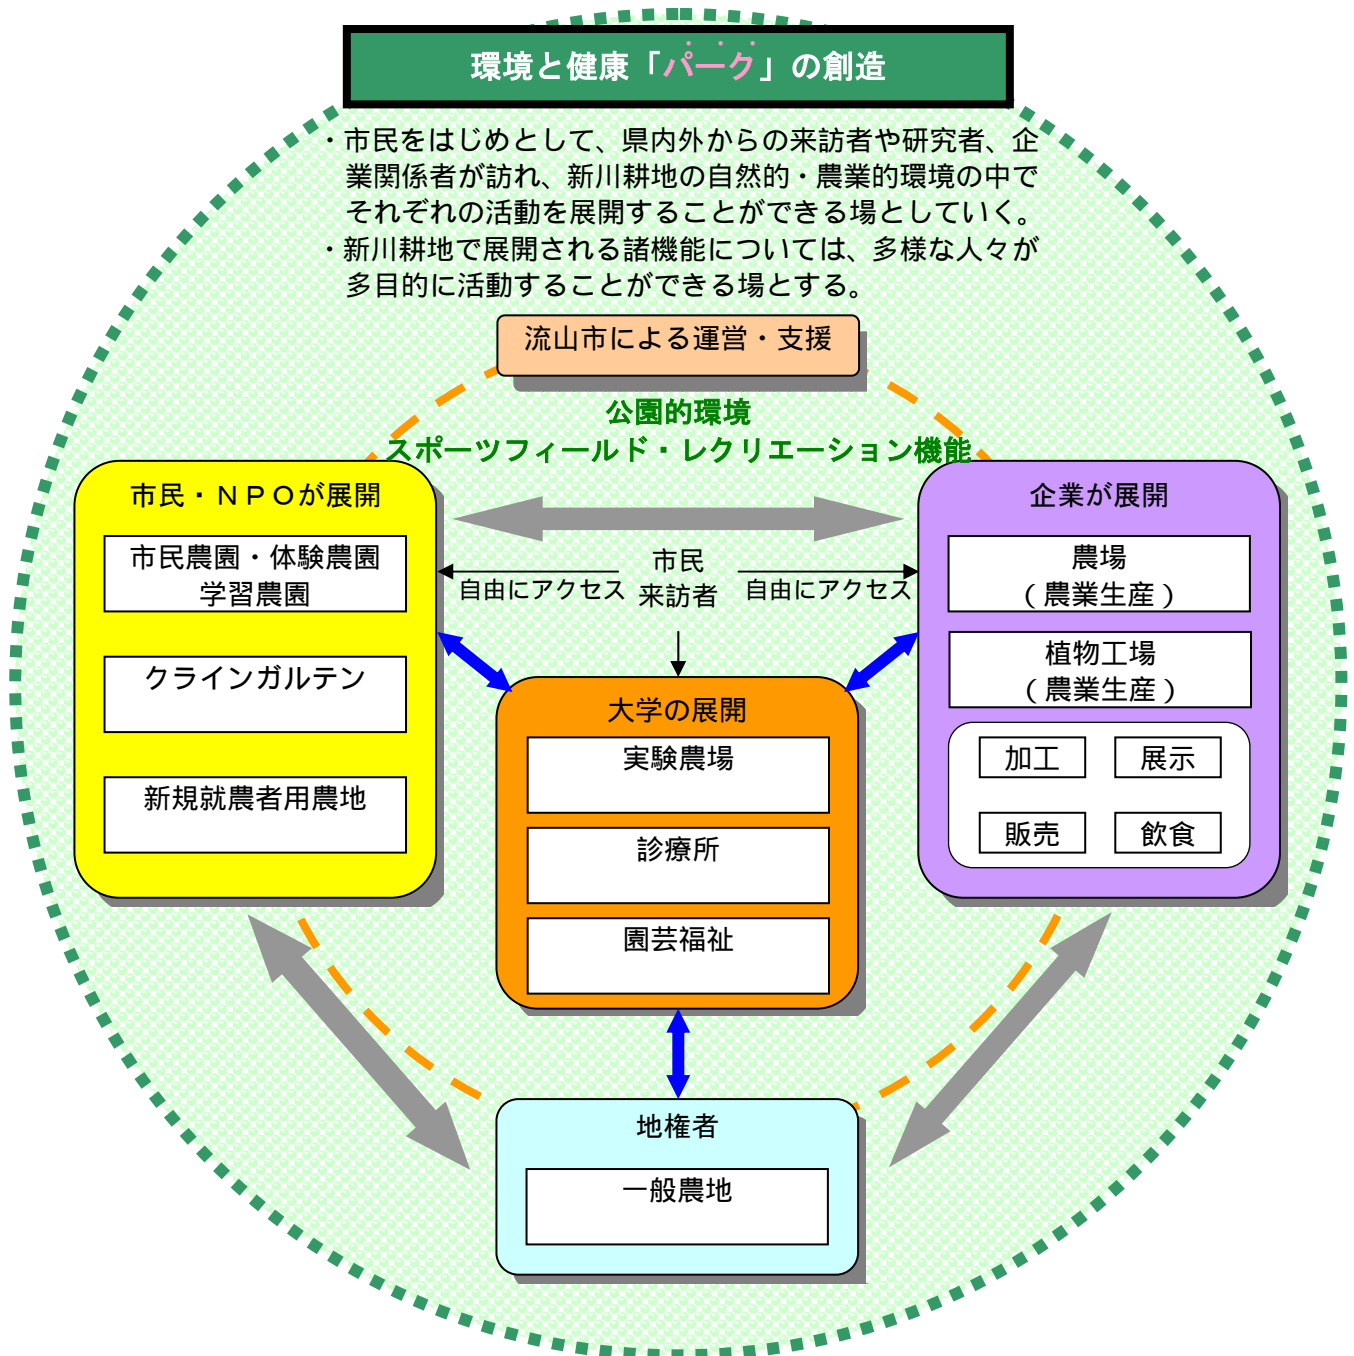 環境と健康「パーク」の創造
・市民をはじめとして、県内外からの来訪者や研究者、企
業関係者が訪れ、新川耕地の自然的・農業的環境の中で
それぞれの活動を展開することができる場としていく。
・新川耕地で展開される諸機能については、多様な人々が
多目的に活動することができる場とする。
流山市による運営・支援
公園的環境
スポーツフィールド・レクリエーション機能
市民・ＮＰＯが展開
市民農園・体験農園
学習農園
クラインガルテン
新規就農者用農地
自由にアクセス
市民
来訪者
自由にアクセス
企業が展開
農場
（農業生産）
植物工場
（農業生産）
加工
展示
販売
飲食
大学の展開
実験農場
診療所
園芸福祉
地権者
一般農地